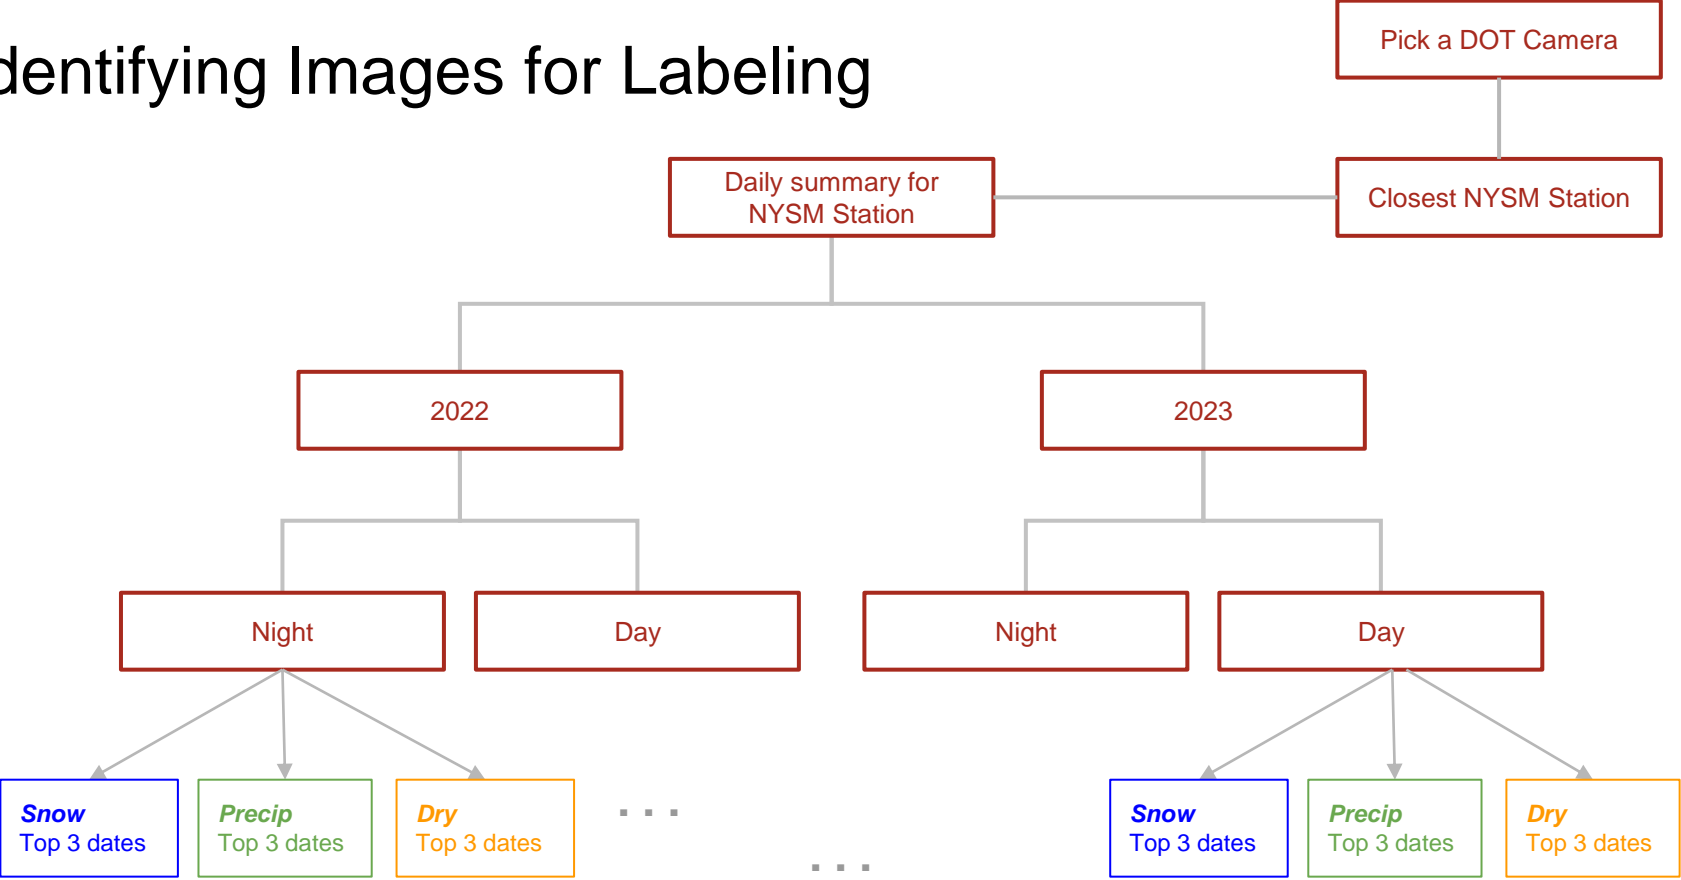 dentifying Images for Labeling
Pick a DOT Camera
Daily summary for
NYSM Station
Closest NYSM Station
2022
2023
Night
Day
Night
Day
Snow
Top 3 dates
Precip
Top 3 dates
Dry
Top 3 dates
. . .
. . .
Snow
Top 3 dates
Precip
Top 3 dates
Dry
Top 3 dates